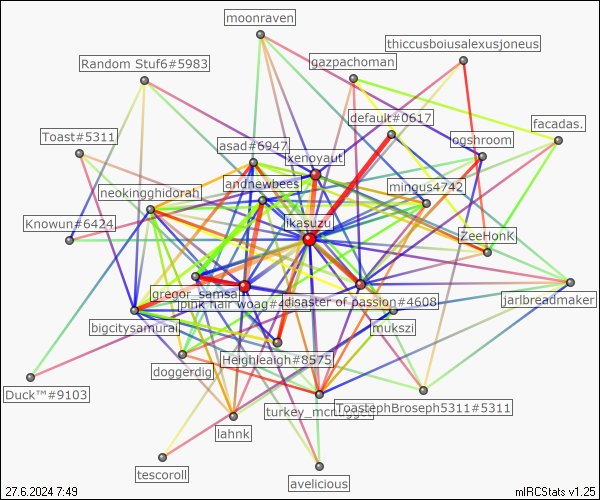 moonraven
thiccusboiusalexusjoneus
gazpachoman
Random Stuf6#5983
default#0617
facadas.
Toast#5311
asad#6947
ogshroom
xenoyaut
andnewbees
mingus4742
neokingghidorah
Knowun#6424
ikasuzu
ZeeHonK
gregor_samsa
jarlbreadmaker
Pink hair woag#4
disaster of passion#4608
bigcitysamurai
mukszi
Heighleaigh#8575
doggerdig
Duck™#9103
turkey_mcnugget
ToastephBroseph5311#5311
lahnk
tescoroll
avelicious
27.6.2024 7:49
mIRCStats v1.25